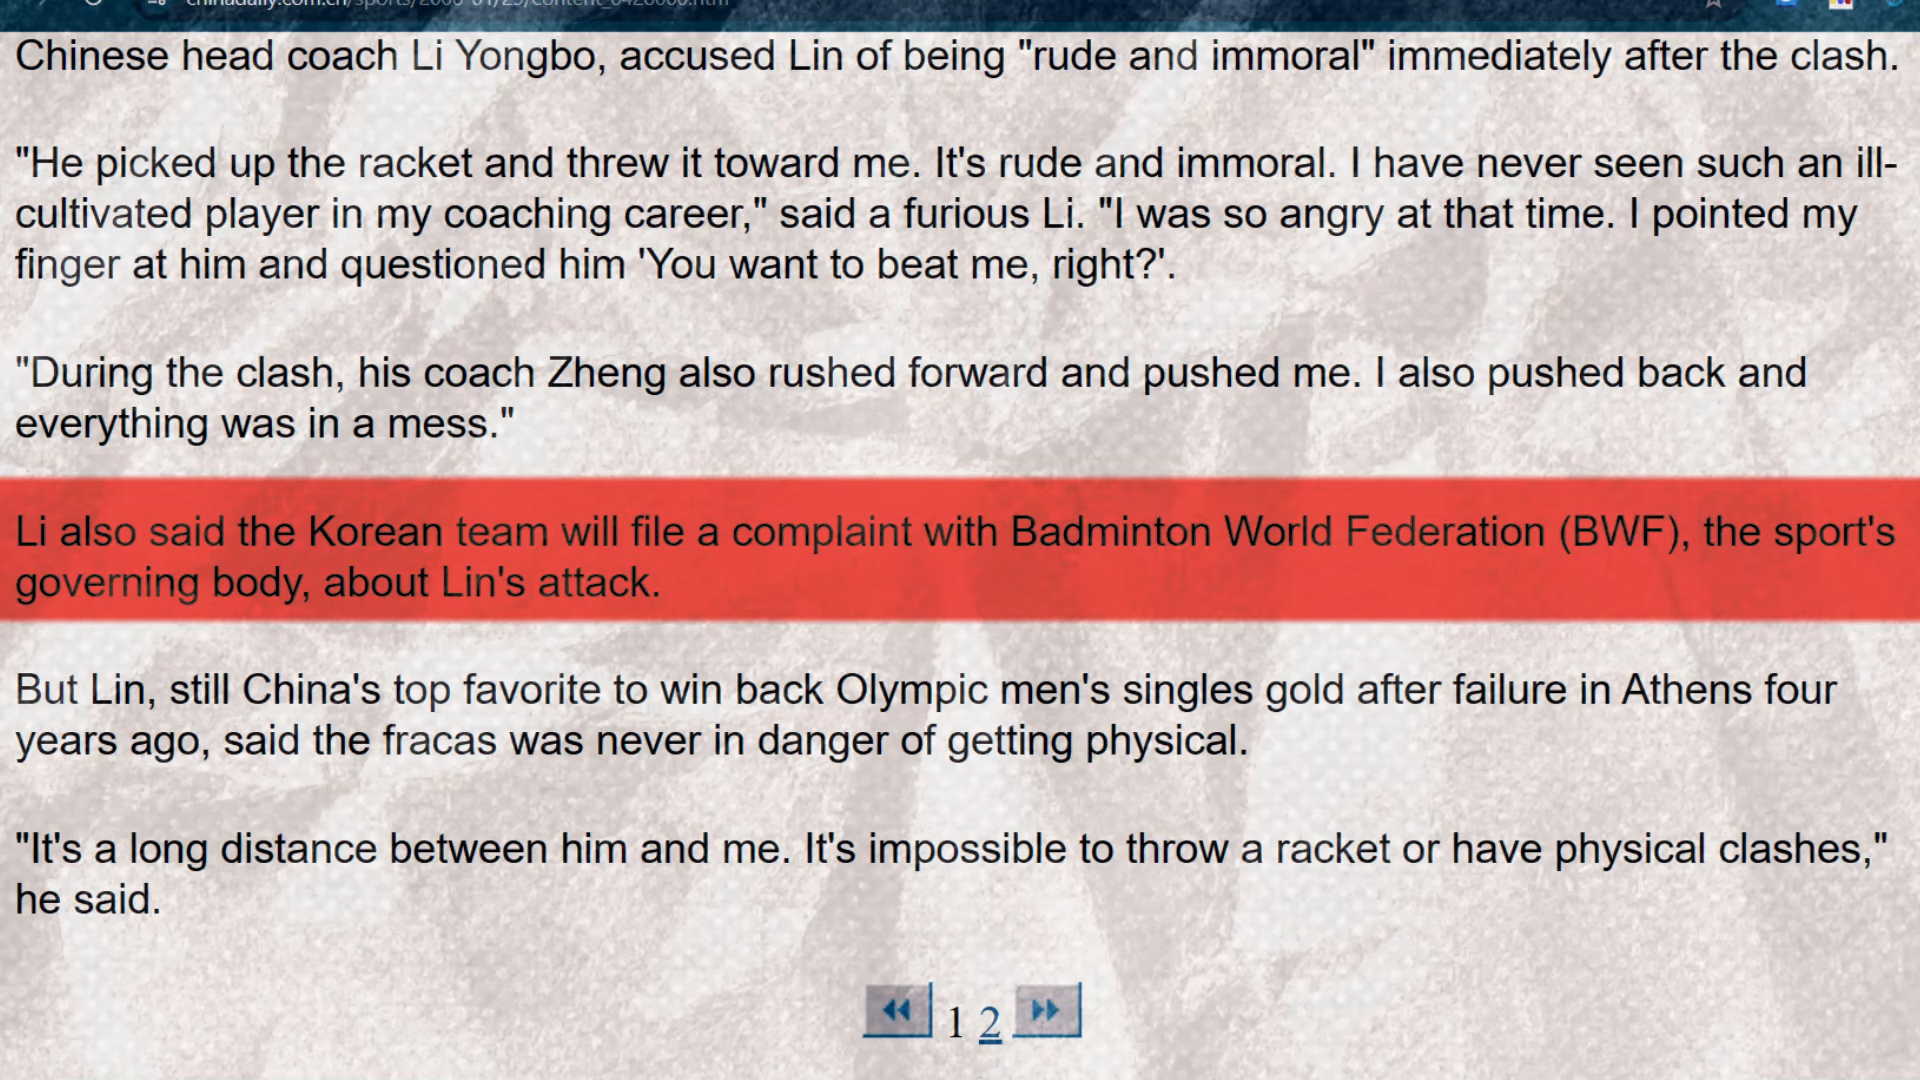 Chinese head coach Li Yongbo, accused Lin of being "rude and immoral" immediately after the clash.
"He picked up the racket and threw it toward me. It's rude and immoral. I have never seen such an ill-
cultivated player in my coaching career," said a furious Li. "I was so angry at that time. I pointed my
finger at him and questioned him 'You want to beat me, right?'.
"During the clash, his coach Zheng also rushed forward and pushed me. I also pushed back and
everything was in a mess."
Li also said the Korean team will file a complaint with Badminton World Federation (BWF), the sport's
governing body, about Lin's attack.
But Lin, still China's top favorite to win back Olympic men's singles gold after failure in Athens four
years ago, said the fracas was never in danger of getting physical.
"It's a long distance between him and me. It's impossible to throw a racket or have physical clashes,"
he said.
1 2